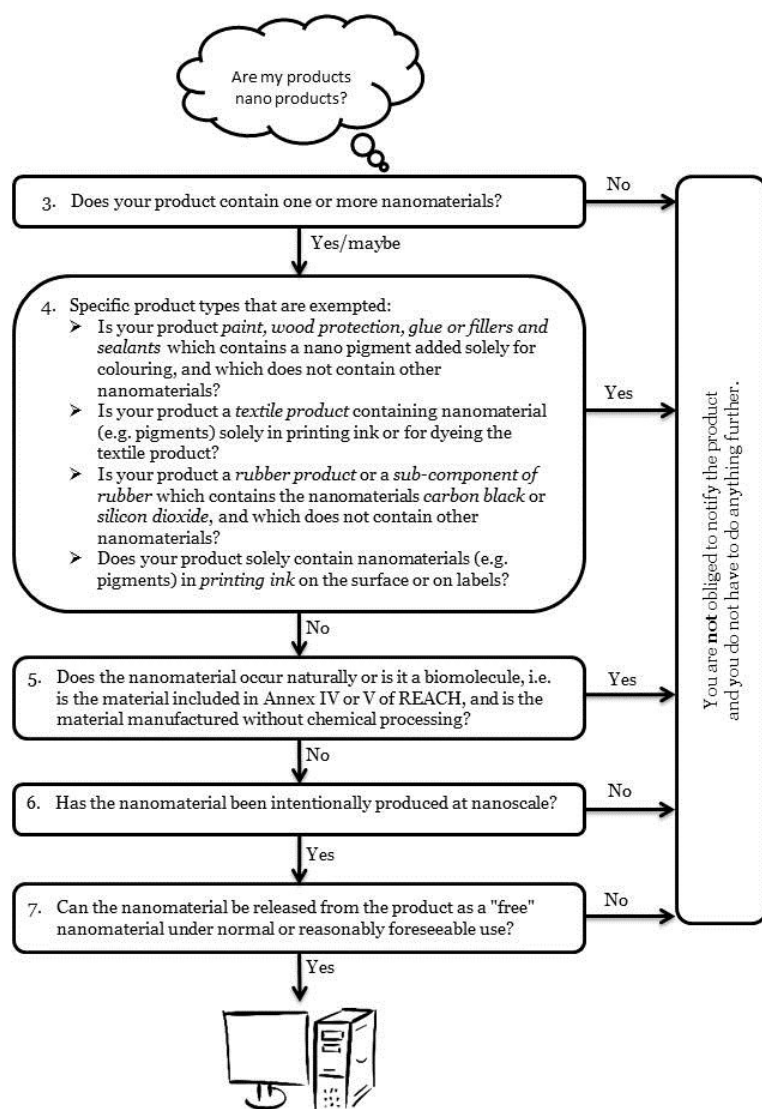 Are my products
nano products?
3. Does your product contain one or more nanomaterials?
No
Yes/maybe
4. Specific product types that are exempted:
➢ Is your product paint, wood protection, glue or fillers and
sealants which contains a nano pigment added solely for
colouring, and which does not contain other
nanomaterials?
➢ Is your product a textile product containing nanomaterial
(e.g. pigments) solely in printing ink or for dyeing the
textile product?
➢ Is your product a rubber product or a sub-component of
rubber which contains the nanomaterials carbon black or
silicon dioxide, and which does not contain other
nanomaterials?
➢ Does your product solely contain nanomaterials (e.g.
pigments) in printing ink on the surface or on labels?
Yes
No
5. Does the nanomaterial occur naturally or is it a biomolecule, i.e.
is the material included in Annex IV or V of REACH, and is the
material manufactured without chemical processing?
Yes
No
6. Has the nanomaterial been intentionally produced at nanoscale?
No
Yes
7. Can the nanomaterial be released from the product as a "free"
nanomaterial under normal or reasonably foreseeable use?
No
Yes
You are not obliged to notify the product
and you do not have to do anything further.